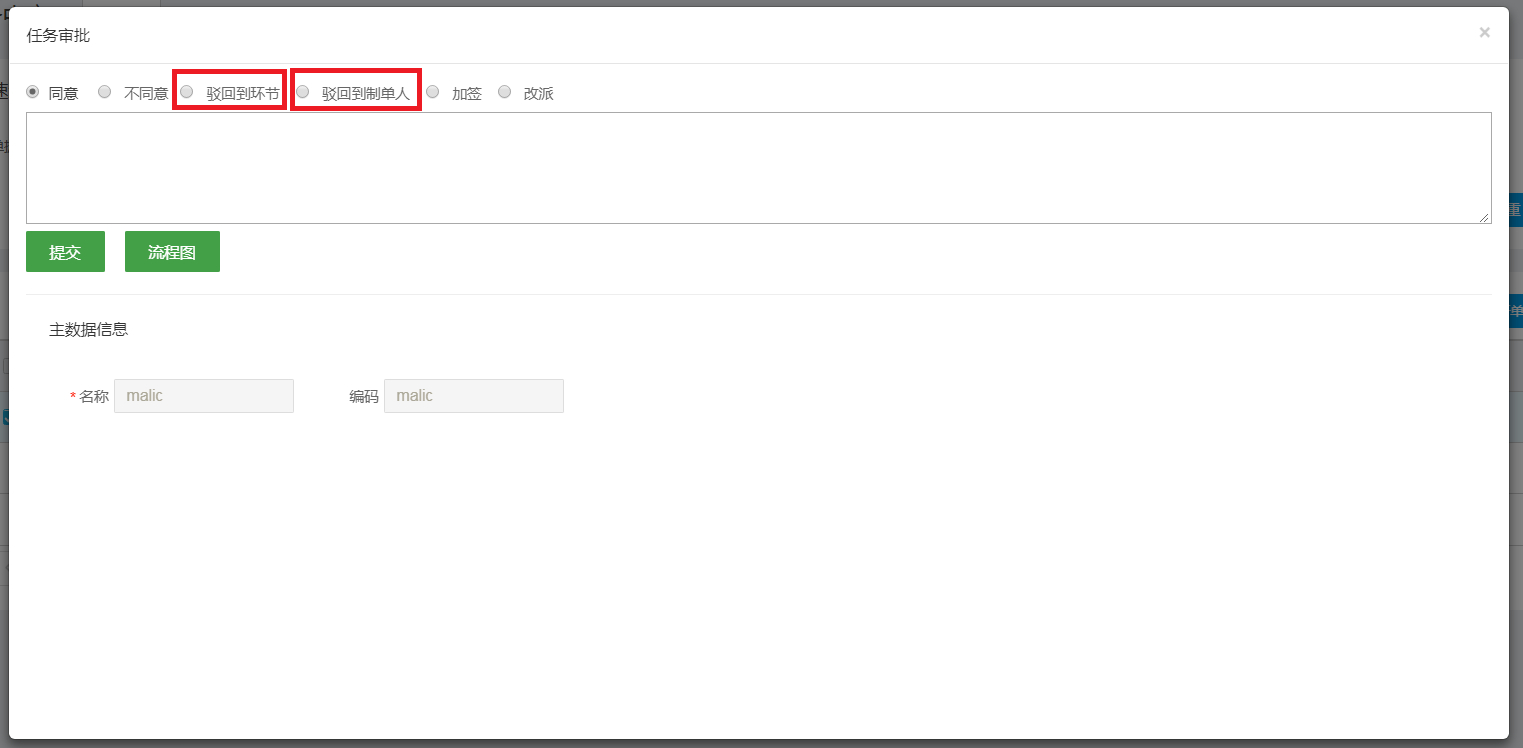 任务审批 ×
同意 不同意 驳回到环节 驳回到制单人 加签 改派
提交 流程图
主数据信息
*名称 malic 编码 malic
重
单